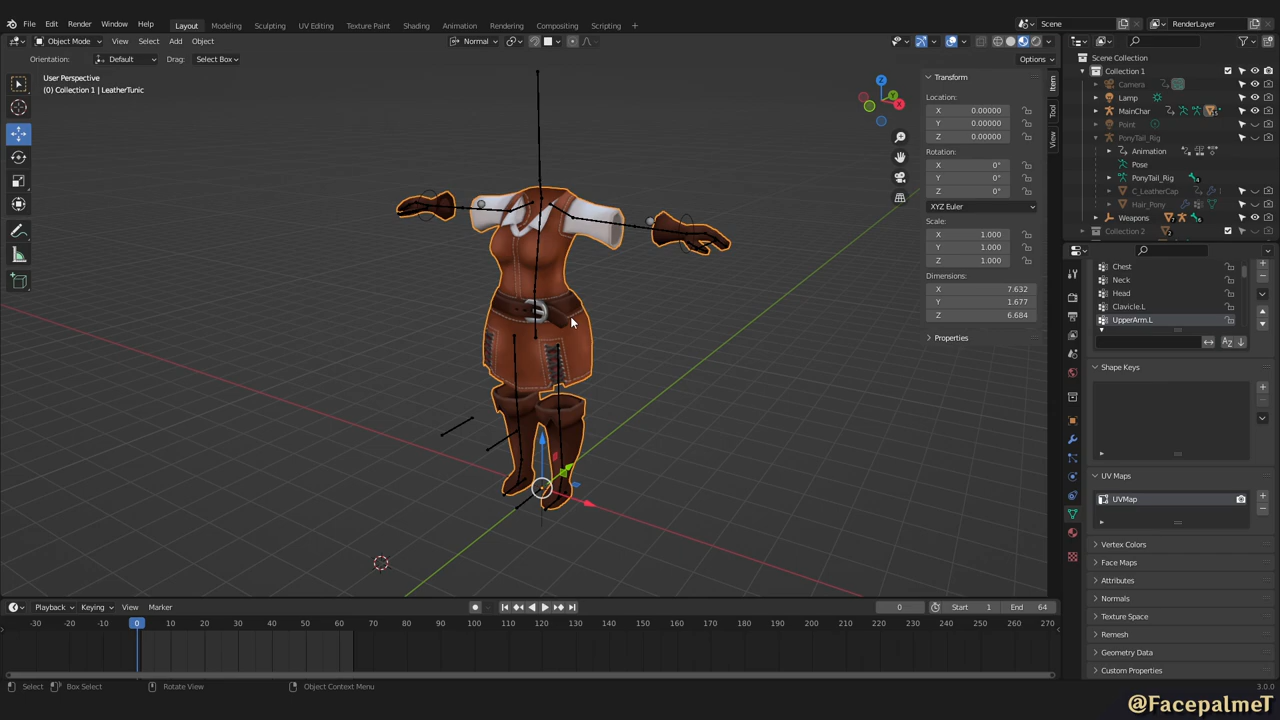 File Edit Render Window Help Layout Modeling Sculpting UV Editing Texture Paint Shading Animation Rendering Compositing Scripting + Scene RenderLayer
Object Mode View Select Add Object Normal
Orientation: Default Drag: Select Box Options
User Perspective
(0) Collection 1 | LeatherTunic
Transform
Location:
X 0.00000
Y 0.00000
Z 0.00000
Rotation:
X 0°
Y 0°
Z 0°
XYZ Euler
Scale:
X 1.000
Y 1.000
Z 1.000
Dimensions:
X 7.632
Y 1.677
Z 6.684
Properties
Item
Tool
View
Z
Y
X
Scene Collection
Collection 1
Camera
Lamp
MainChar
Point
PonyTail_Rig
Animation
Pose
PonyTail_Rig
C_LeatherCap
Hair_Pony
Weapons
Collection 2
Chest
Neck
Head
Clavicle.L
UpperArm.L
Shape Keys
UV Maps
UVMap
Vertex Colors
Face Maps
Attributes
Normals
Texture Space
Remesh
Geometry Data
Custom Properties
Playback Keying View Marker 0 Start 1 End 64
-30 -20 -10 0 10 20 30 40 50 60 70 80 90 100 110 120 130 140 150 160 170 180 190 200 210 220 230 240 250 260 270
Select Box Select Rotate View Object Context Menu 3.0.0
@FacepalmeT